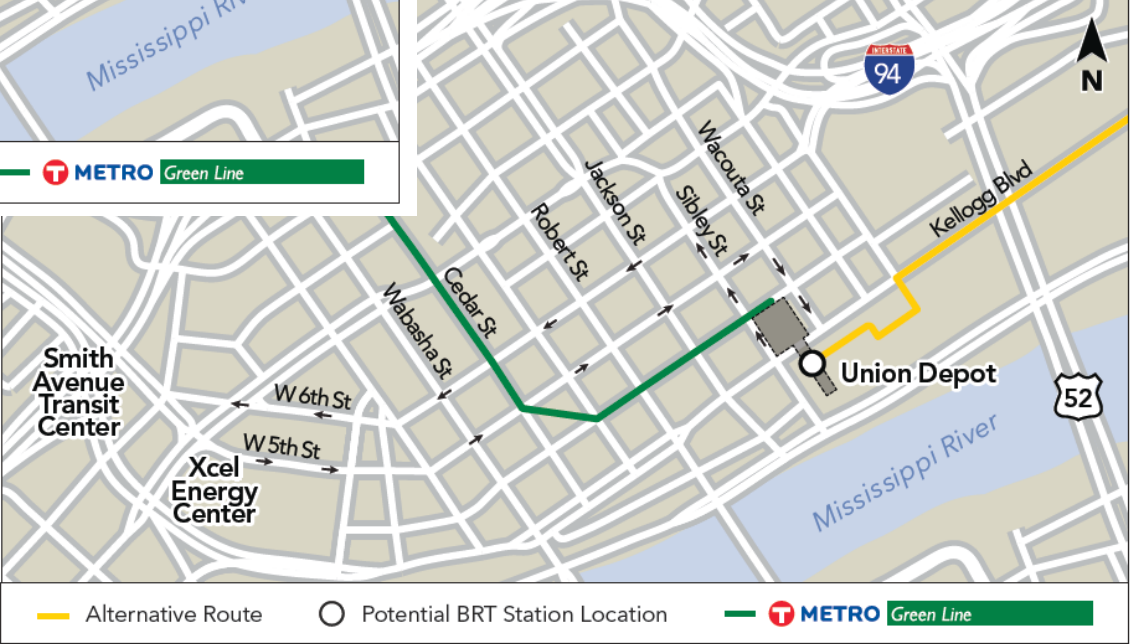 Mississippi Riv
T METRO Green Line
INTERSTATE
94
N
Wacouta St
Jackson St
Sibley St
Robert St
Kellogg Blvd
Cedar St
Wabasha St
Smith
Avenue
Transit
Center
W 6th St
W 5th St
Xcel
Energy
Center
Union Depot
52
Mississippi River
Alternative Route
Potential BRT Station Location
T METRO Green Line